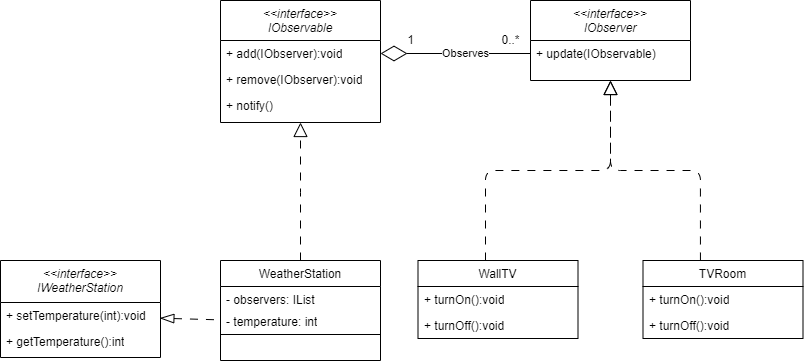 <<interface>>
IObservable
+ add(IObserver):void
+ remove(IObserver):void
+ notify()
1
Observes
0..*
<<interface>>
IObserver
+ update(IObservable)
<<interface>>
IWeatherStation
+ setTemperature(int):void
+ getTemperature():int
WeatherStation
- observers: IList
- temperature: int
WallTV
+ turnOn():void
+ turnOff():void
TVRoom
+ turnOn():void
+ turnOff():void